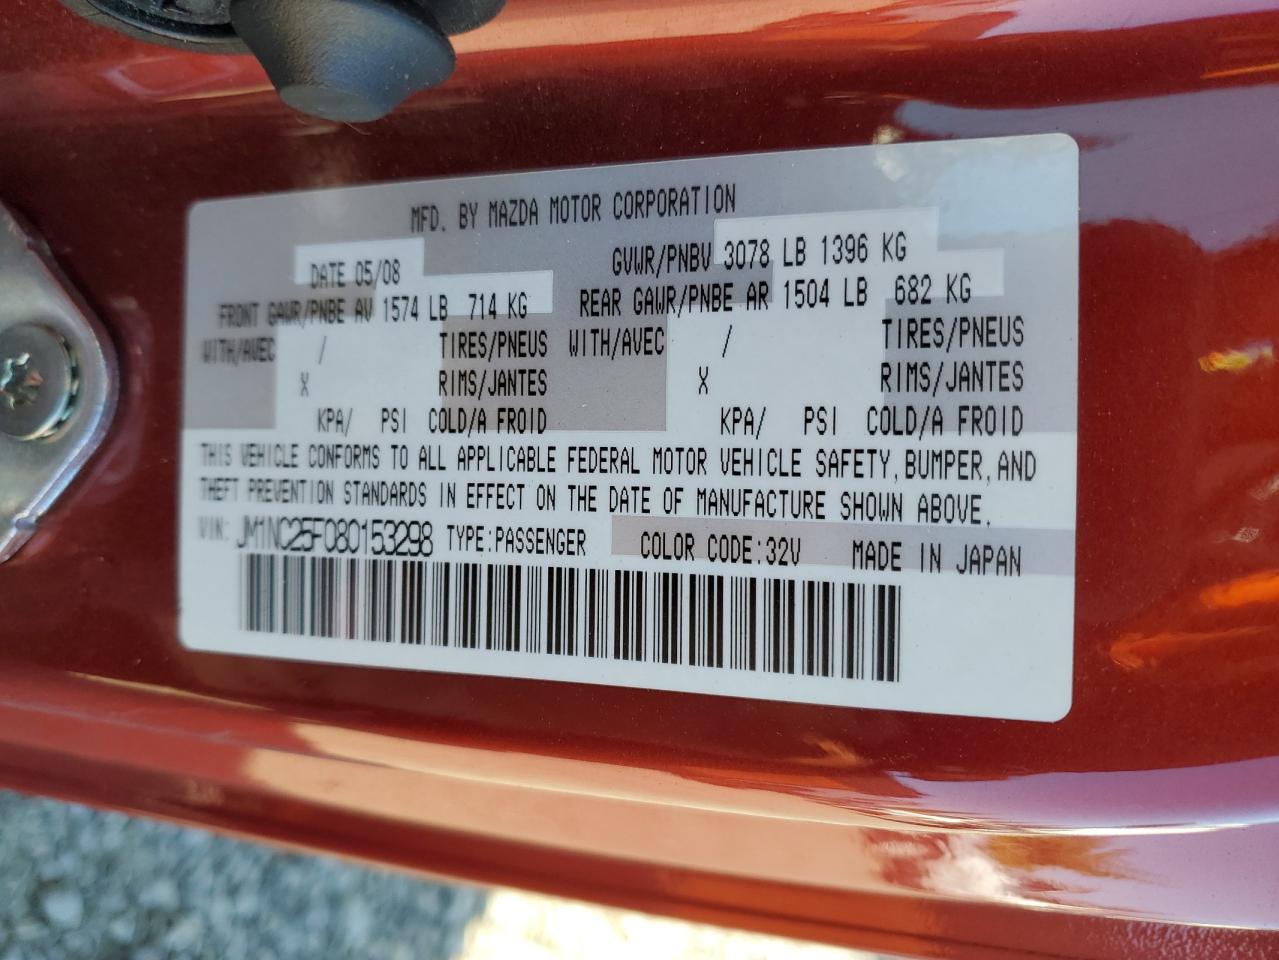 MFD. BY MAZDA MOTOR CORPORATION
DATE 05/08 GVWR/PNBV 3078 LB 1396 KG
FRONT GAWR/PNBE AV 1574 LB 714 KG REAR GAWR/PNBE AR 1504 LB 682 KG
WITH/AVEC / TIRES/PNEUS WITH/AVEC / TIRES/PNEUS
X RIMS/JANTES X RIMS/JANTES
KPA/ PSI COLD/A FROID KPA/ PSI COLD/A FROID
THIS VEHICLE CONFORMS TO ALL APPLICABLE FEDERAL MOTOR VEHICLE SAFETY, BUMPER, AND
THEFT PREVENTION STANDARDS IN EFFECT ON THE DATE OF MANUFACTURE SHOWN ABOVE.
VIN: JM1NC25F080153298 TYPE:PASSENGER COLOR CODE:32V MADE IN JAPAN